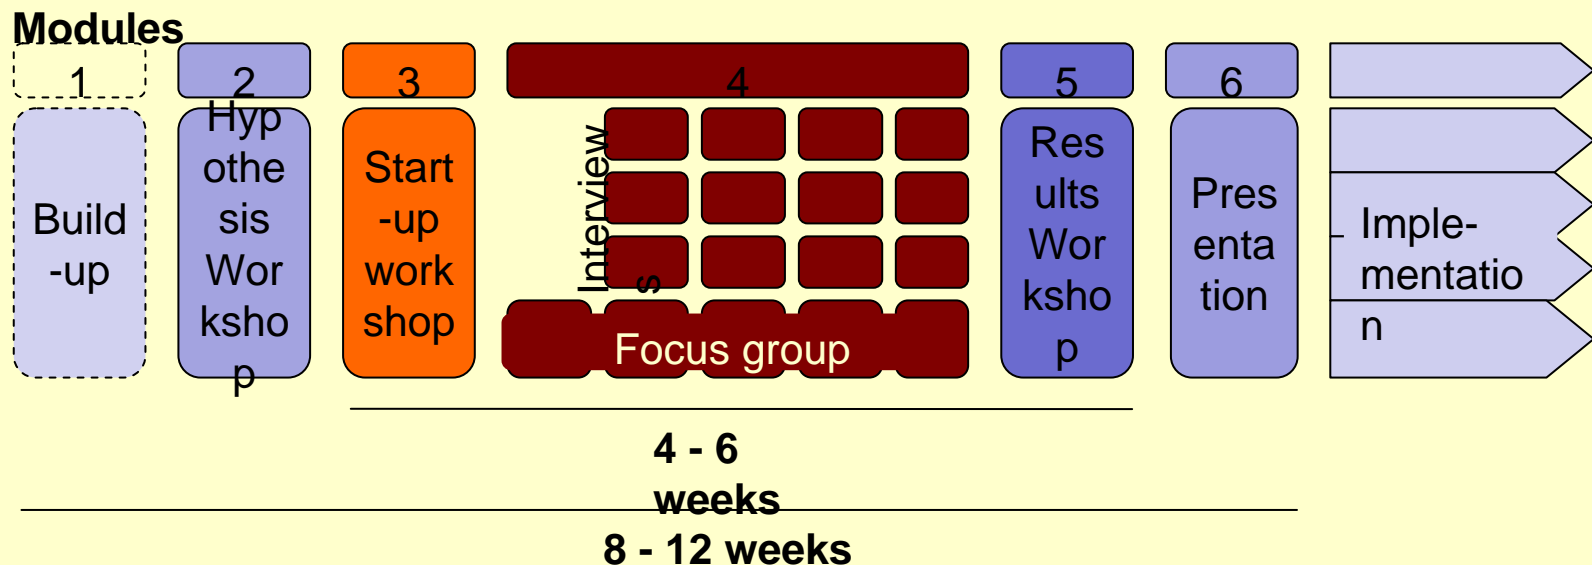 Modules
1
2
3
4
5
6
Build
-up
Hyp
othe
sis
Wor
ksho
p
Start
-up
work
shop
Interview
s
Focus group
Res
ults
Wor
ksho
p
Pres
enta
tion
Imple-
mentatio
n
4 - 6
weeks
8 - 12 weeks